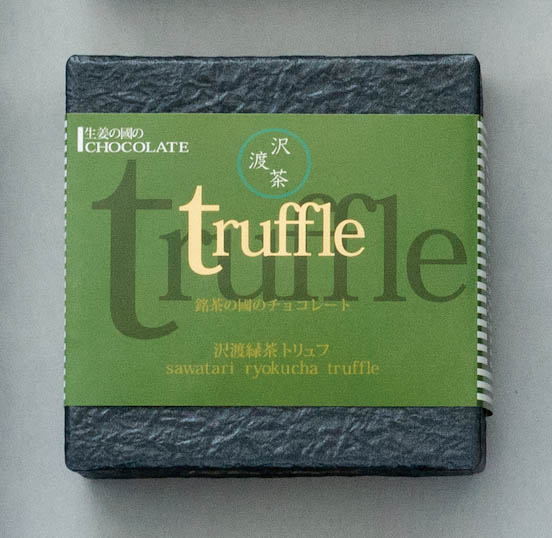 生姜の國の
CHOCOLATE
沢渡茶
truffle
truffle
銘茶の國のチョコレート
沢渡緑茶トリュフ
sawatari ryokucha truffle